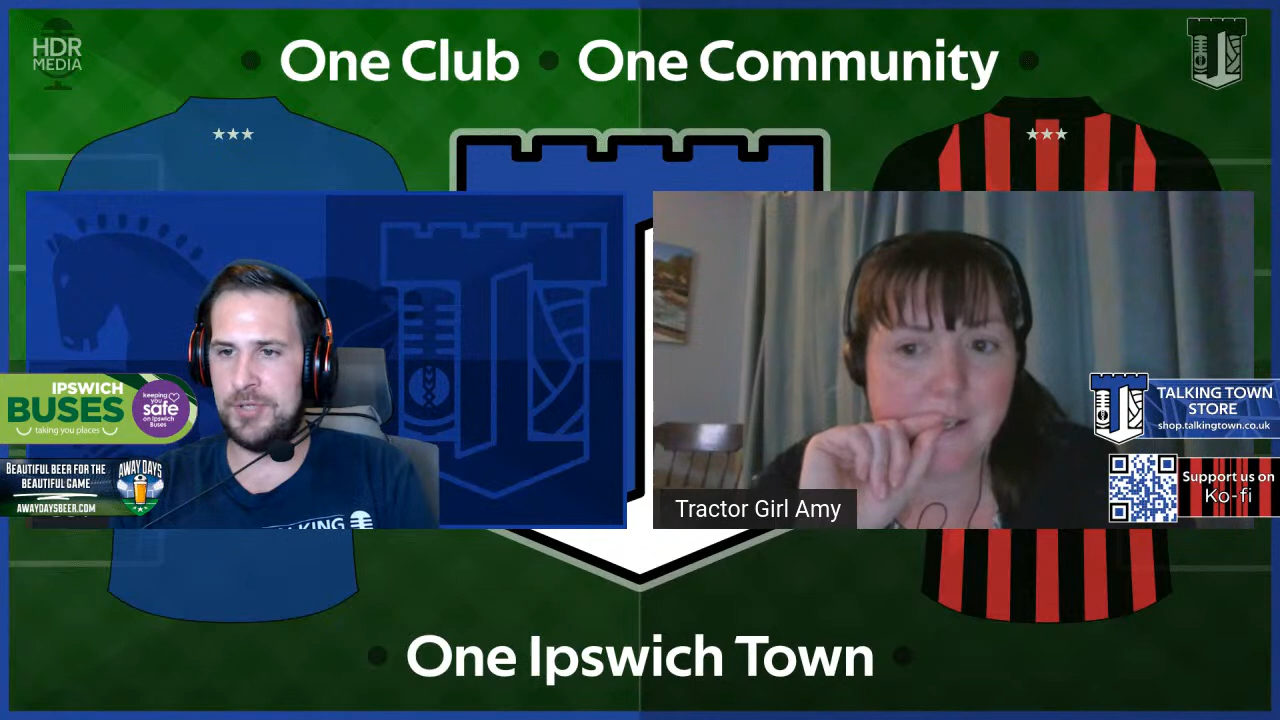 HDR
MEDIA
One Club • One Community
IPSWICH
BUSES
taking you places
keeping
you
safe
on Ipswich
Buses
BEAUTIFUL BEER FOR THE
BEAUTIFUL GAME
AWAYDAYSBEER.COM
AWAY DAYS
TALKING
Tractor Girl Amy
TALKING TOWN
STORE
shop.talkingtown.co.uk
Support us on
Ko-fi
One Ipswich Town